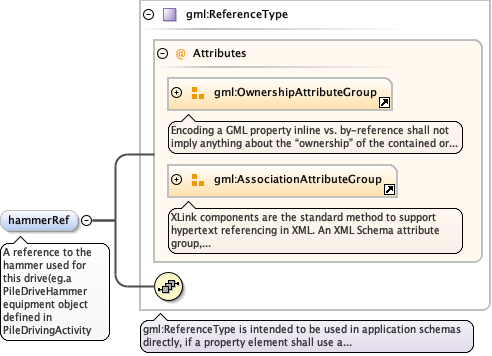 gml:ReferenceType
@ Attributes
gml:OwnershipAttributeGroup
Encoding a GML property inline vs. by-reference shall not
imply anything about the “ownership” of the contained or...
gml:AssociationAttributeGroup
XLink components are the standard method to support
hypertext referencing in XML. An XML Schema attribute
group,...
hammerRef
A reference to the
hammer used for
this drive(eg.a
PileDriveHammer
equipment object
defined in
PileDrivingActivity
gml:ReferenceType is intended to be used in application schemas
directly, if a property element shall use a...